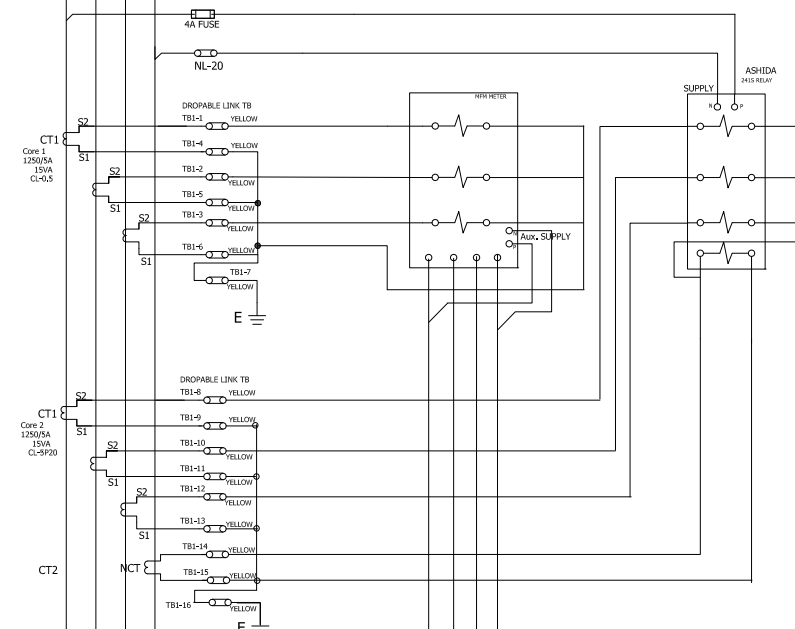 4A FUSE
NL-20
ASHIDA
241S RELAY
SUPPLY
N
P
MFM METER
DROPABLE LINK TB
S2
TB1-1
YELLOW
CT1
Core 1
1250/5A
15VA
CL-0.5
S1
TB1-4
YELLOW
S2
TB1-2
YELLOW
S1
TB1-5
YELLOW
S2
TB1-3
YELLOW
N
Aux. SUPPLY
P
S1
TB1-6
YELLOW
TB1-7
YELLOW
E
DROPABLE LINK TB
S2
TB1-8
YELLOW
CT1
Core 2
1250/5A
15VA
CL-5P20
S1
TB1-9
YELLOW
S2
TB1-10
YELLOW
S1
TB1-11
YELLOW
S2
TB1-12
YELLOW
S1
TB1-13
YELLOW
TB1-14
YELLOW
CT2
NCT
TB1-15
YELLOW
TB1-16
YELLOW
E